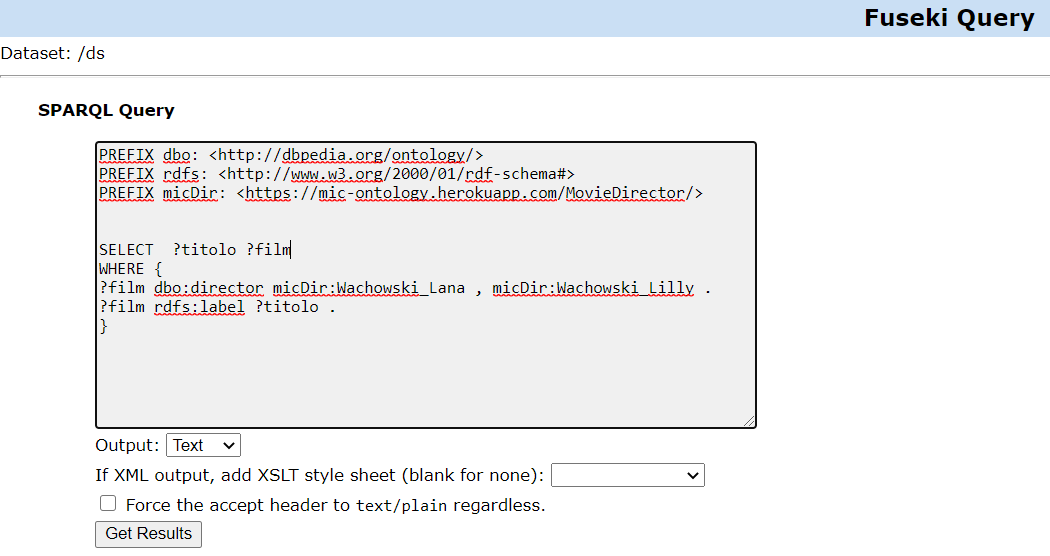 Fuseki Query
Dataset: /ds
SPARQL Query
PREFIX dbo: <http://dbpedia.org/ontology/>
PREFIX rdfs: <http://www.w3.org/2000/01/rdf-schema#>
PREFIX micDir: <https://mic-ontology.herokuapp.com/MovieDirector/>
SELECT  ?titolo ?film
WHERE {
?film dbo:director micDir:Wachowski_Lana , micDir:Wachowski_Lilly .
?film rdfs:label ?titolo .
}
Output: Text
If XML output, add XSLT style sheet (blank for none):
Force the accept header to text/plain regardless.
Get Results